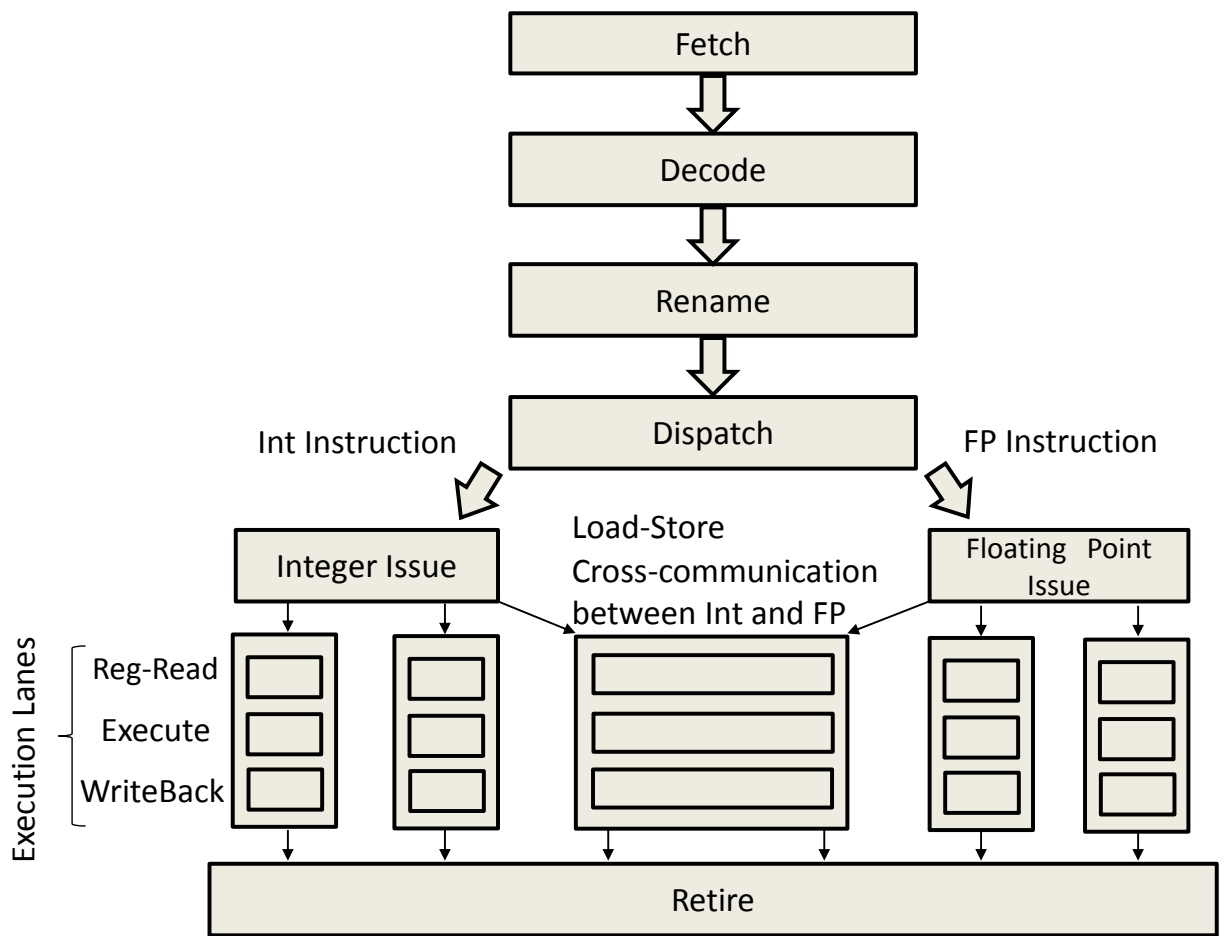 Fetch
Decode
Rename
Dispatch
Int Instruction
FP Instruction
Integer Issue
Load-Store
Cross-communication
between Int and FP
Floating Point
Issue
Execution Lanes
Reg-Read
Execute
WriteBack
Retire